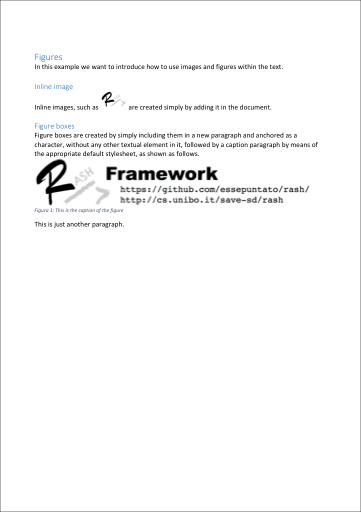 Figures
In this example we want to introduce how to use images and figures within the text.
Inline image
Inline images, such as R ASH are created simply by adding it in the document.
Figure boxes
Figure boxes are created by simply including them in a new paragraph and anchored as a
character, without any other textual element in it, followed by a caption paragraph by means of
the appropriate default stylesheet, as shown as follows.
RASH Framework
https://github.com/essepuntato/rash/
http://cs.unibo.it/save-sd/rash
Figure 1: This is the caption of the figure
This is just another paragraph.